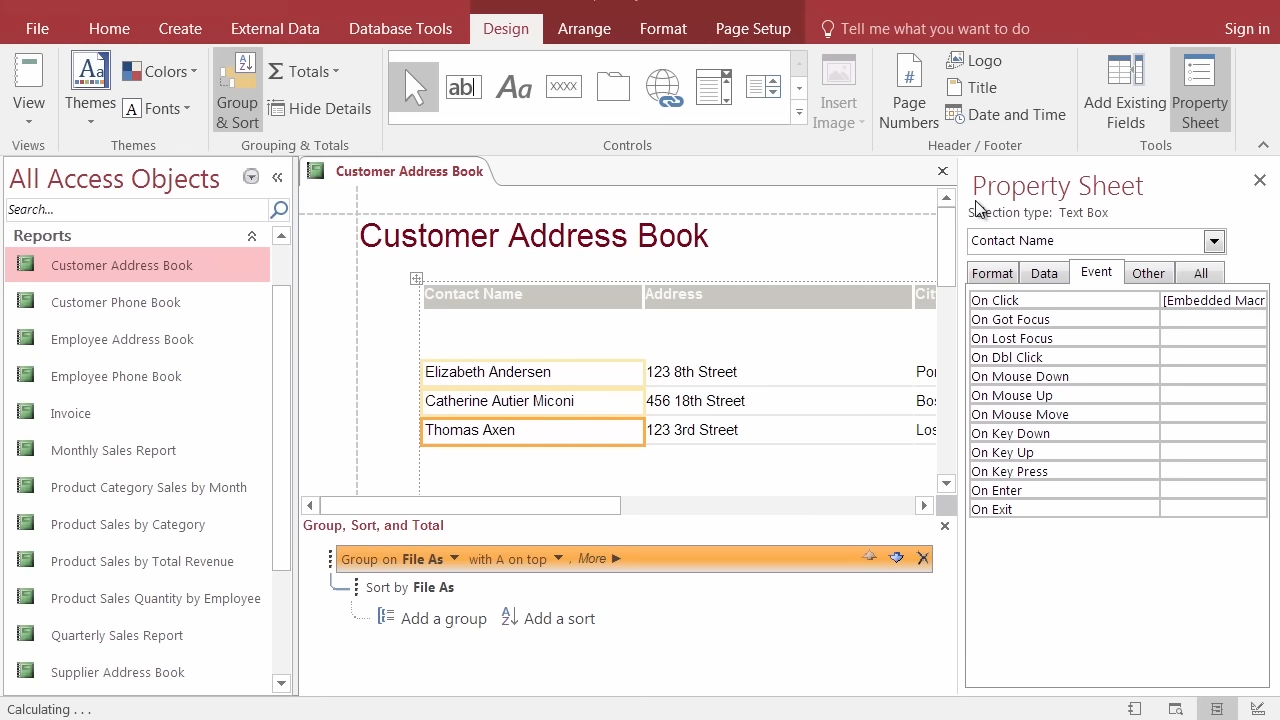 File Home Create External Data Database Tools Design Arrange Format Page Setup Tell me what you want to do Sign in
View
Views
Themes
Colors
Fonts
Themes
Group & Sort
Totals
Hide Details
Grouping & Totals
ab
Aa
XXXX
Controls
Insert Image
Page Numbers
Logo
Title
Date and Time
Header / Footer
Add Existing Fields
Property Sheet
Tools
All Access Objects
Search...
Reports
Customer Address Book
Customer Phone Book
Employee Address Book
Employee Phone Book
Invoice
Monthly Sales Report
Product Category Sales by Month
Product Sales by Category
Product Sales by Total Revenue
Product Sales Quantity by Employee
Quarterly Sales Report
Supplier Address Book
Customer Address Book
Customer Address Book
Contact Name Address Cit
Elizabeth Andersen 123 8th Street Por
Catherine Autier Miconi 456 18th Street Bos
Thomas Axen 123 3rd Street Los
Group, Sort, and Total
Group on File As with A on top , More
Sort by File As
Add a group Add a sort
Property Sheet
Selection type: Text Box
Contact Name
Format Data Event Other All
On Click [Embedded Macr
On Got Focus
On Lost Focus
On Dbl Click
On Mouse Down
On Mouse Up
On Mouse Move
On Key Down
On Key Up
On Key Press
On Enter
On Exit
Calculating . . .